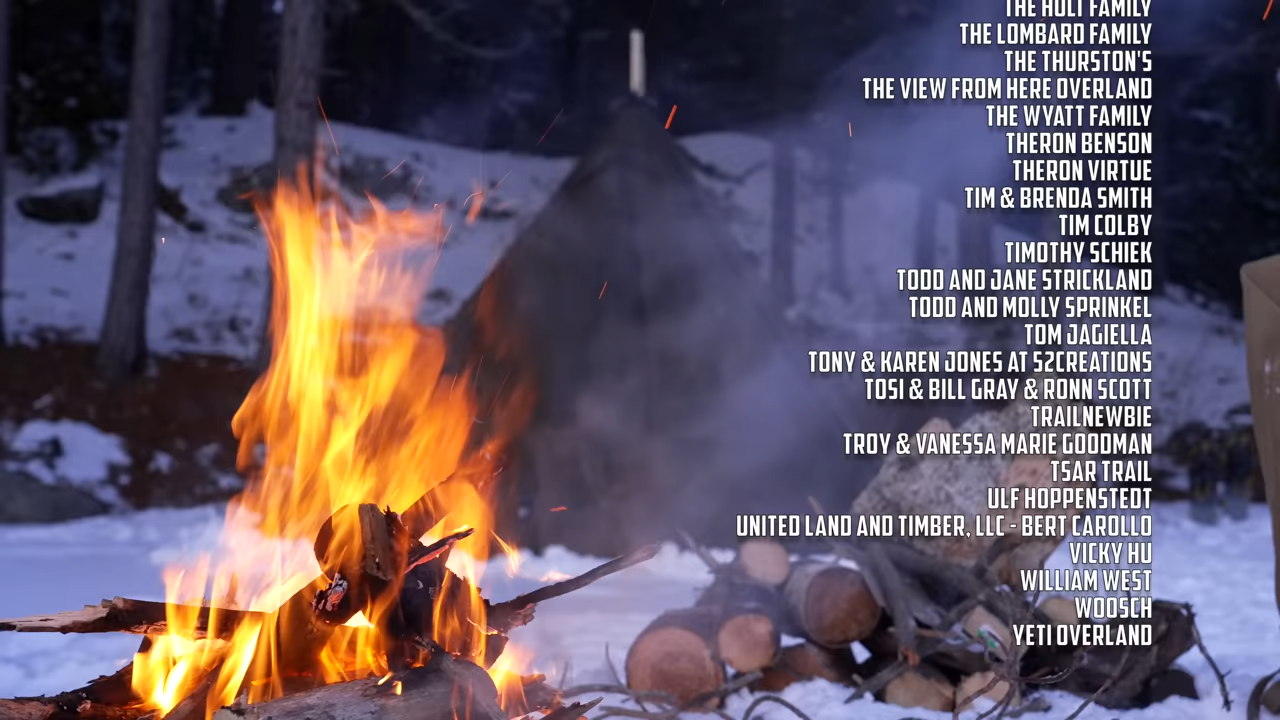 THE HOLT FAMILY
THE LOMBARD FAMILY
THE THURSTON'S
THE VIEW FROM HERE OVERLAND
THE WYATT FAMILY
THERON BENSON
THERON VIRTUE
TIM & BRENDA SMITH
TIM COLBY
TIMOTHY SCHIEK
TODD AND JANE STRICKLAND
TODD AND MOLLY SPRINKEL
TOM JAGIELLA
TONY & KAREN JONES AT S2CREATIONS
TOSI & BILL GRAY & RONN SCOTT
TRAILNEWBIE
TROY & VANESSA MARIE GOODMAN
TSAR TRAIL
ULF HOPPENSTEDT
UNITED LAND AND TIMBER, LLC - BERT CAROLLO
VICKY HU
WILLIAM WEST
WOOSCH
YETI OVERLAND